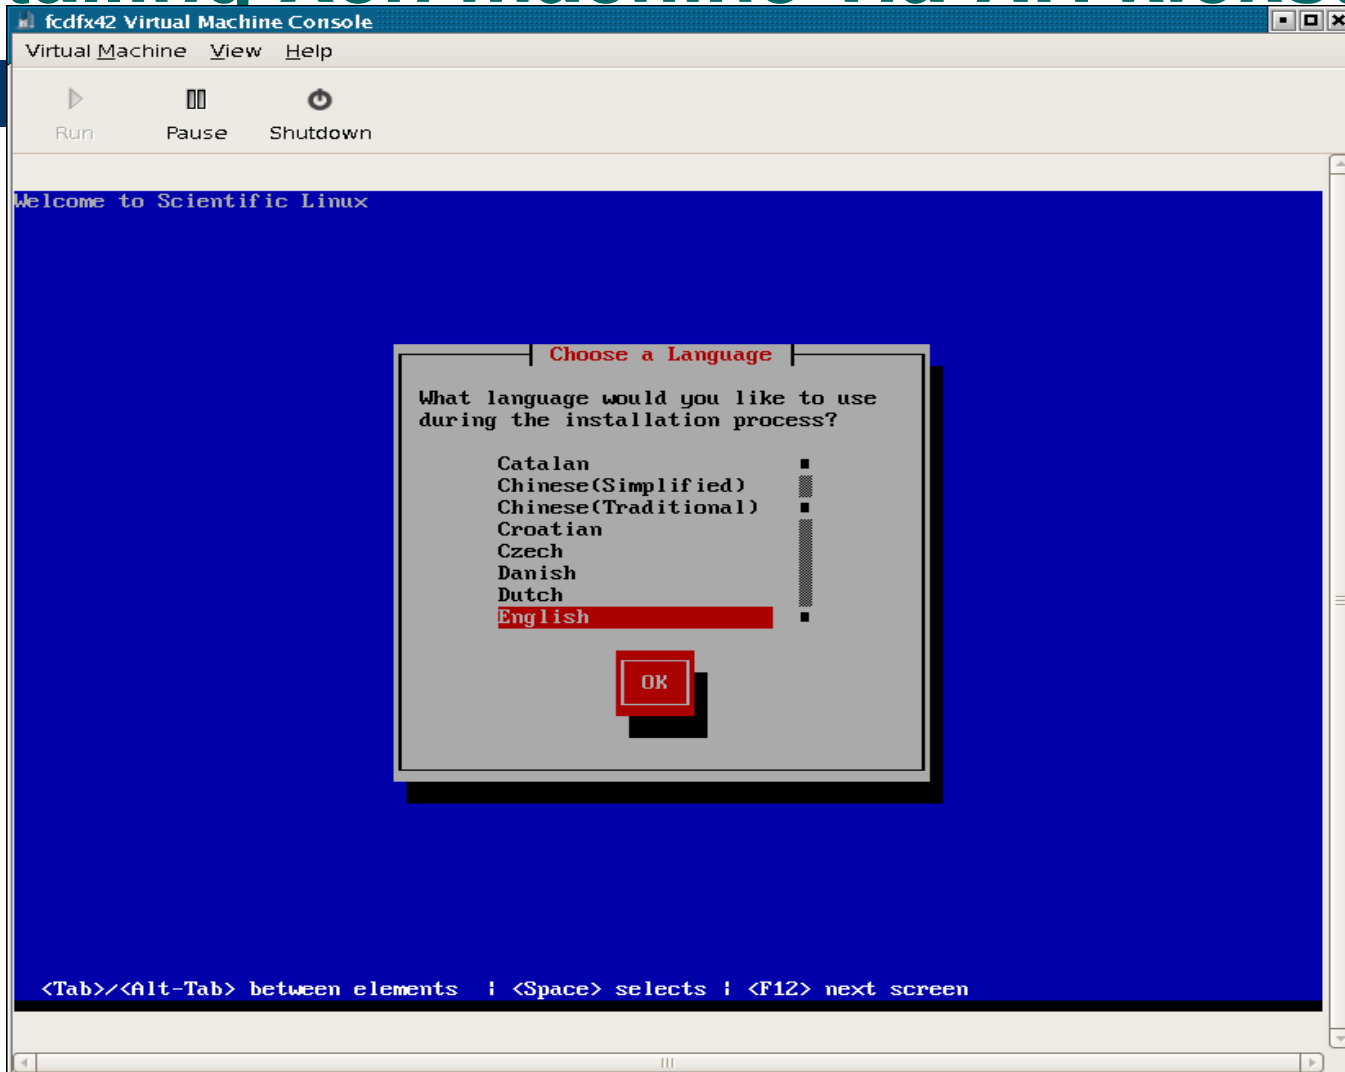 fcdfx42 Virtual Machine Console
Virtual Machine View Help
Run Pause Shutdown
Welcome to Scientific Linux
Choose a Language
What language would you like to use
during the installation process?
Catalan
Chinese(Simplified)
Chinese(Traditional)
Croatian
Czech
Danish
Dutch
English
OK
<Tab>/<Alt-Tab> between elements | <Space> selects | <F12> next screen